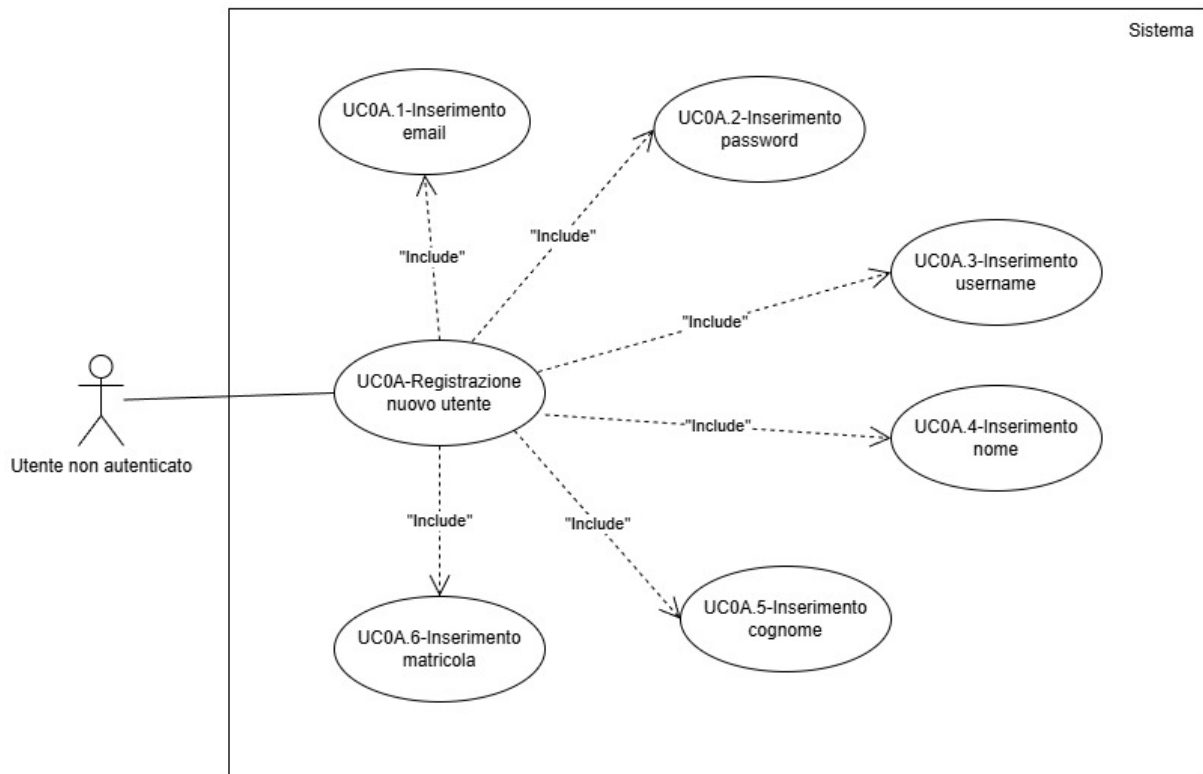 Sistema
UC0A.1-Inserimento
email
UC0A.2-Inserimento
password
"Include"
"Include"
UC0A.3-Inserimento
username
"Include"
UC0A-Registrazione
nuovo utente
UC0A.4-Inserimento
nome
"Include"
Utente non autenticato
"Include"
"Include"
UC0A.5-Inserimento
cognome
UC0A.6-Inserimento
matricola